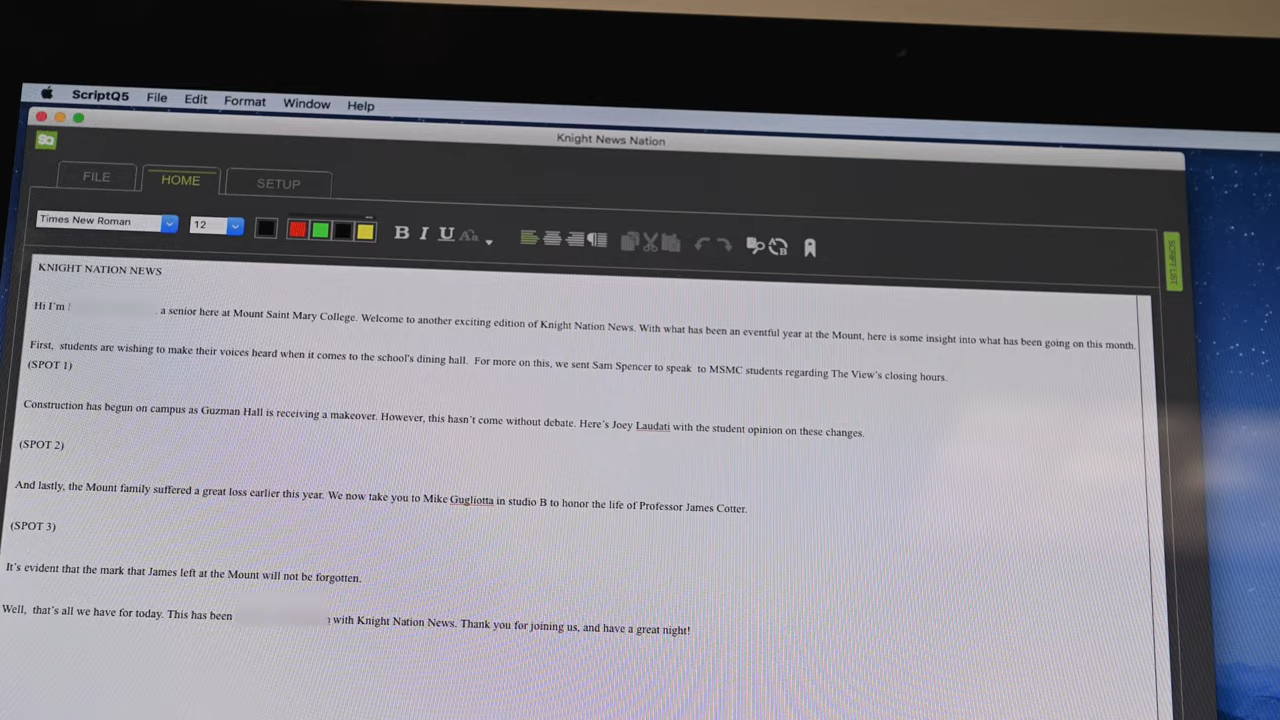 ScriptQ5 File Edit Format Window Help
Knight News Nation
SQ
FILE HOME SETUP
Times New Roman 12 B I U Aa
SCRIPT LIST
KNIGHT NATION NEWS
Hi I'm , a senior here at Mount Saint Mary College. Welcome to another exciting edition of Knight Nation News. With what has been an eventful year at the Mount, here is some insight into what has been going on this month.
First, students are wishing to make their voices heard when it comes to the school's dining hall. For more on this, we sent Sam Spencer to speak to MSMC students regarding The View's closing hours.
(SPOT 1)
Construction has begun on campus as Guzman Hall is receiving a makeover. However, this hasn't come without debate. Here's Joey Laudati with the student opinion on these changes.
(SPOT 2)
And lastly, the Mount family suffered a great loss earlier this year. We now take you to Mike Gugliotta in studio B to honor the life of Professor James Cotter.
(SPOT 3)
It's evident that the mark that James left at the Mount will not be forgotten.
Well, that's all we have for today. This has been with Knight Nation News. Thank you for joining us, and have a great night!